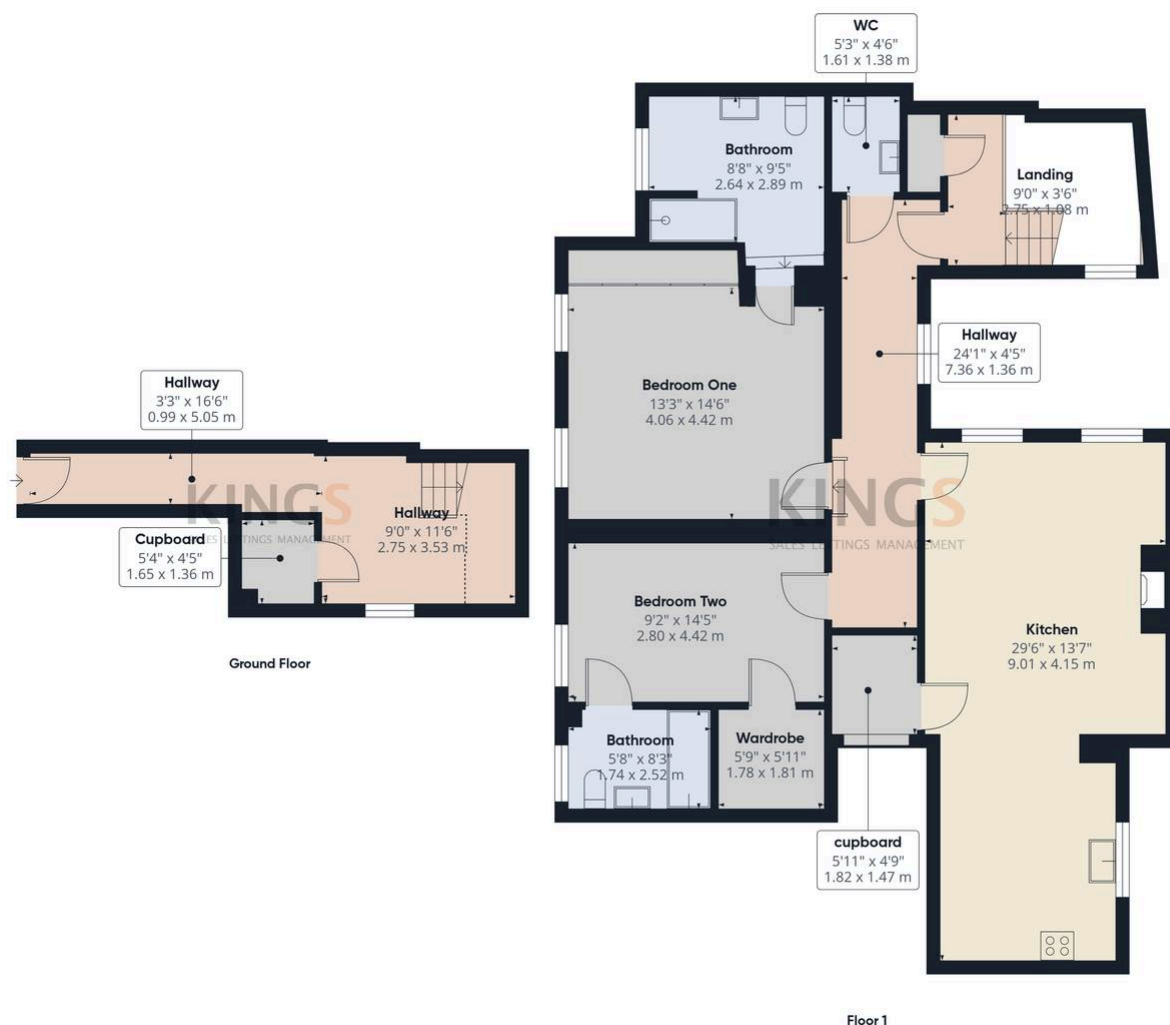 WC
5'3" x 4'6"
1.61 x 1.38 m
Bathroom
8'8" x 9'5"
2.64 x 2.89 m
Landing
9'0" x 3'6"
2.75 x 1.08 m
Hallway
24'1" x 4'5"
7.36 x 1.36 m
Bedroom One
13'3" x 14'6"
4.06 x 4.42 m
Hallway
3'3" x 16'6"
0.99 x 5.05 m
KINGS
SALES LETTINGS MANAGEMENT
Hallway
9'0" x 11'6"
2.75 x 3.53 m
Cupboard
5'4" x 4'5"
1.65 x 1.36 m
Ground Floor
KINGS
SALES LETTINGS MANAGEMENT
Bedroom Two
9'2" x 14'5"
2.80 x 4.42 m
Kitchen
29'6" x 13'7"
9.01 x 4.15 m
Bathroom
5'8" x 8'3"
1.74 x 2.52 m
Wardrobe
5'9" x 5'11"
1.78 x 1.81 m
cupboard
5'11" x 4'9"
1.82 x 1.47 m
Floor 1